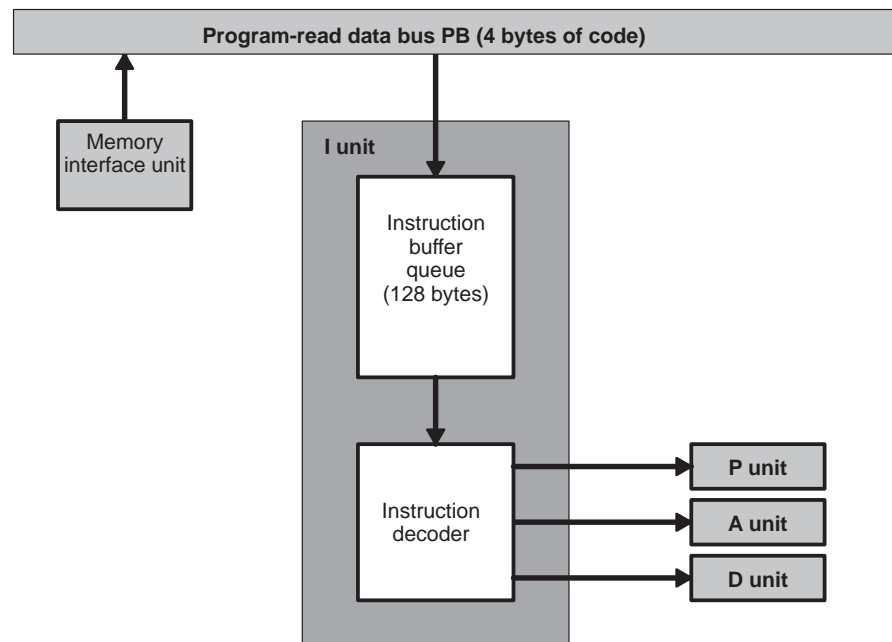 Program-read data bus PB (4 bytes of code)
Memory
interface unit
I unit
Instruction
buffer
queue
(128 bytes)
Instruction
decoder
P unit
A unit
D unit